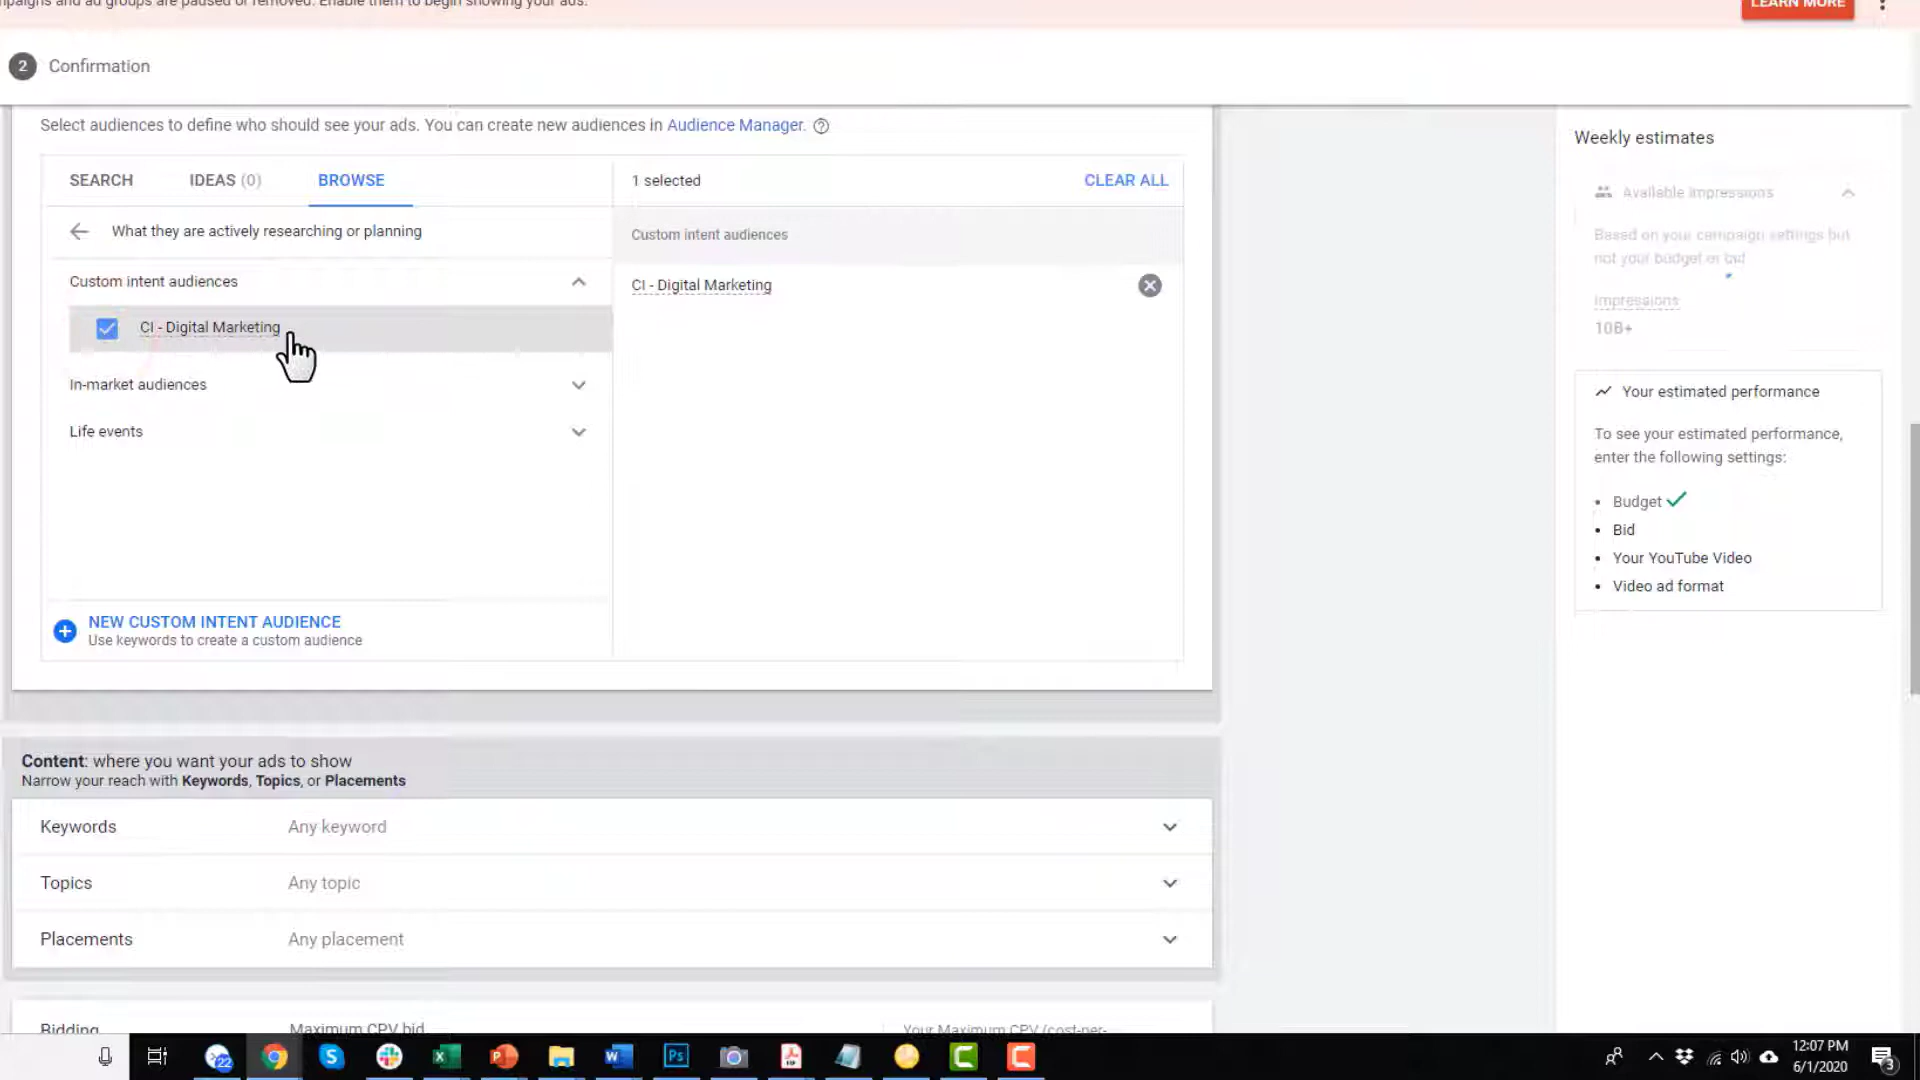 mpaigns and ad groups are paused or removed. Enable them to begin showing your ads.
LEARN MORE
2 Confirmation
Select audiences to define who should see your ads. You can create new audiences in Audience Manager.
SEARCH IDEAS (0) BROWSE
1 selected CLEAR ALL
What they are actively researching or planning
Custom intent audiences
Custom intent audiences
CI - Digital Marketing
CI - Digital Marketing
In-market audiences
Life events
NEW CUSTOM INTENT AUDIENCE
Use keywords to create a custom audience
Weekly estimates
Available impressions
Based on your campaign settings but
not your budget or bid
Impressions
10B+
Your estimated performance
To see your estimated performance,
enter the following settings:
• Budget
• Bid
• Your YouTube Video
• Video ad format
Content: where you want your ads to show
Narrow your reach with Keywords, Topics, or Placements
Keywords Any keyword
Topics Any topic
Placements Any placement
Bidding Maximum CPV bid Your Maximum CPV (cost-per-
22
12:07 PM
6/1/2020
3